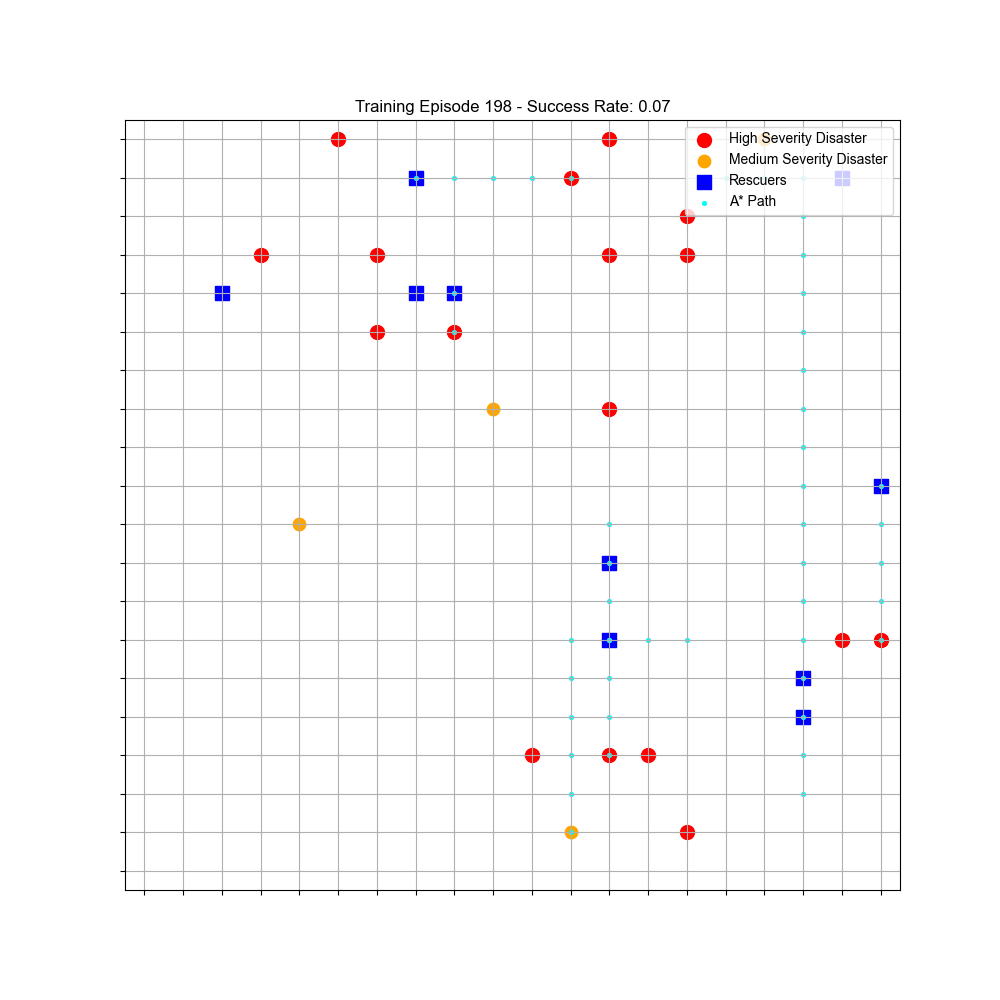 Training Episode 198 - Success Rate: 0.07
High Severity Disaster
Medium Severity Disaster
Rescuers
A* Path